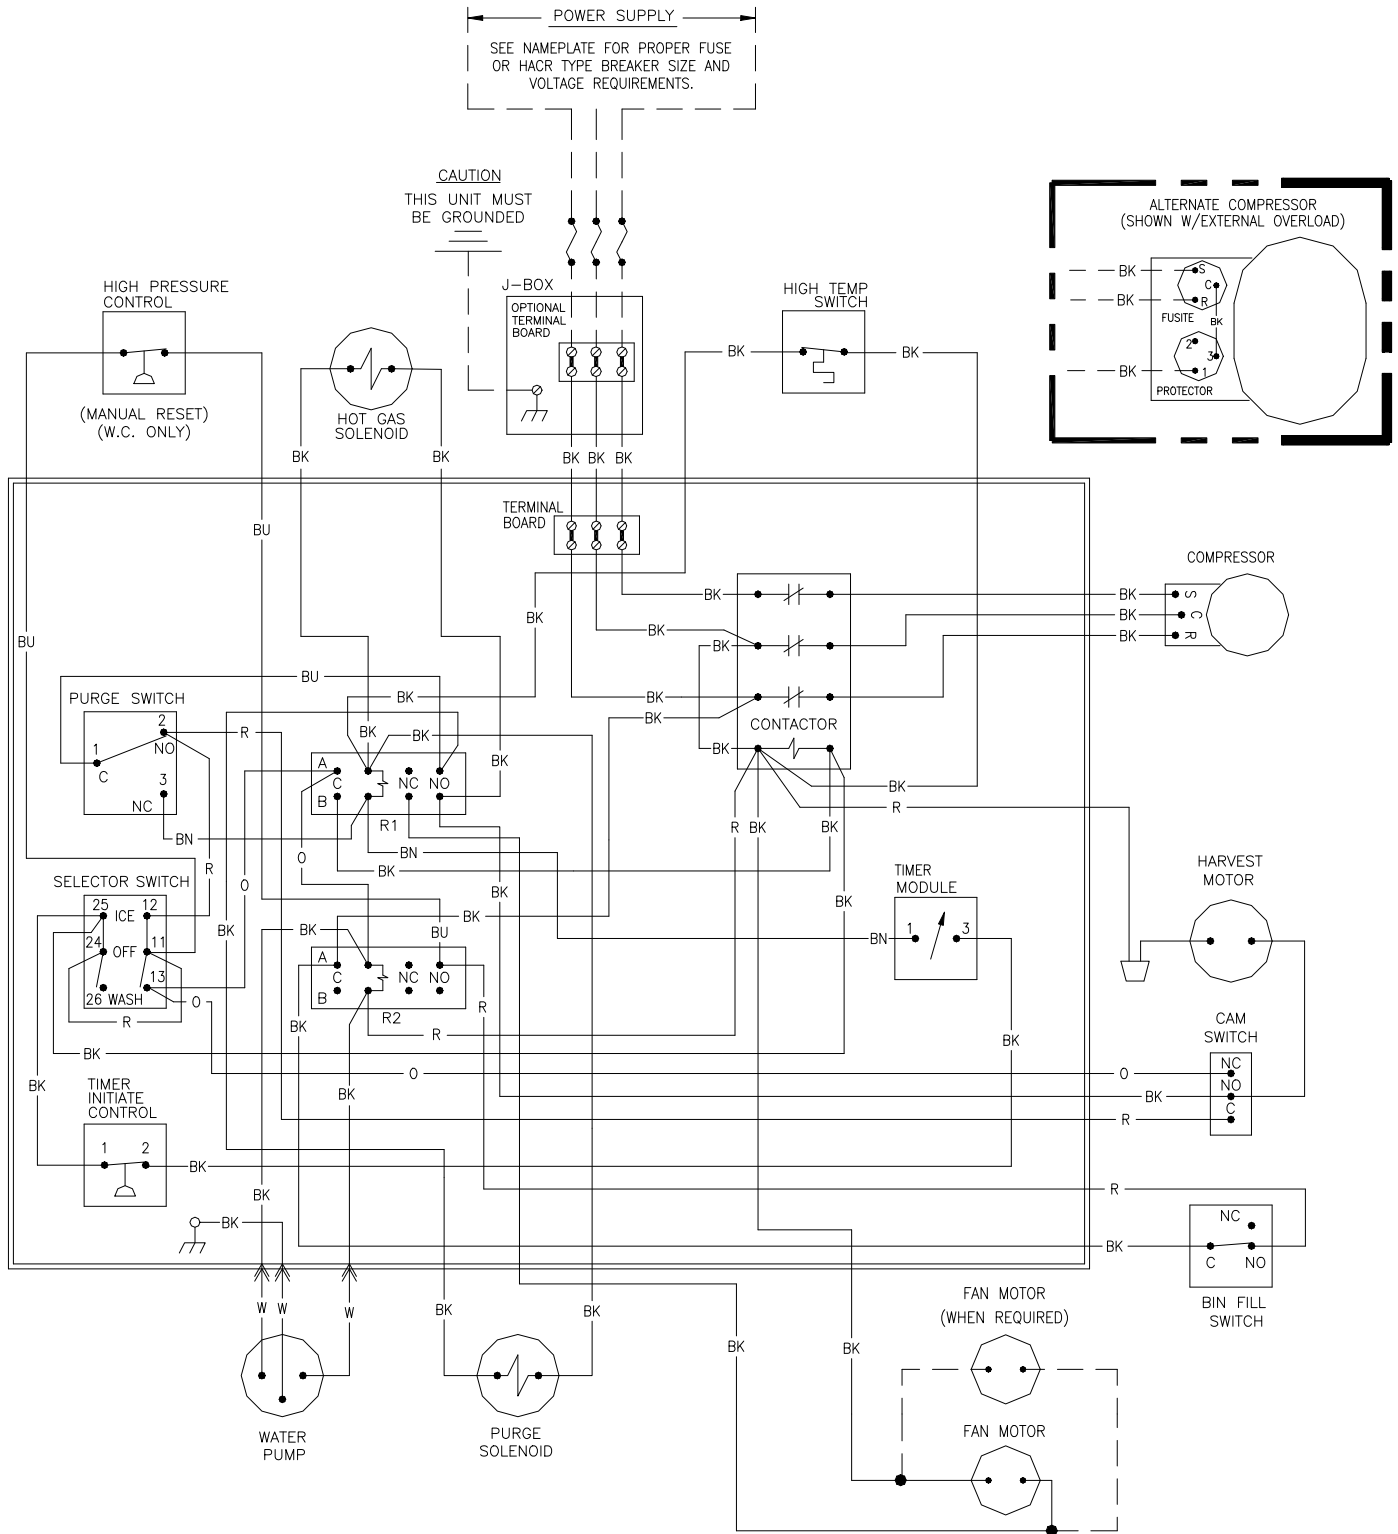 POWER SUPPLY
SEE NAMEPLATE FOR PROPER FUSE
OR HACR TYPE BREAKER SIZE AND
VOLTAGE REQUIREMENTS.
CAUTION
THIS UNIT MUST
BE GROUNDED
ALTERNATE COMPRESSOR
(SHOWN W/EXTERNAL OVERLOAD)
BK
S
C
BK
R
FUSITE
BK
2
3
BK
1
PROTECTOR
HIGH PRESSURE
CONTROL
(MANUAL RESET)
(W.C. ONLY)
HOT GAS
SOLENOID
J-BOX
OPTIONAL
TERMINAL
BOARD
HIGH TEMP
SWITCH
BK
BK
BK
BK
BK BK BK
TERMINAL
BOARD
BU
COMPRESSOR
BK
BK
S
BK
BK
C
BK
BK
BK
R
BU
BU
BK
BK
BK
CONTACTOR
PURGE SWITCH
2
NO
1
C
3
NC
R
BK
BK
BK
BK
A
C
NC
NO
B
R1
BK
R
BN
BN
BK
R
BK
BK
R
O
O
BK
SELECTOR SWITCH
25
ICE
12
24
OFF
11
13
26 WASH
O
R
BK
BK
BK
BU
A
C
NC
NO
B
R2
R
R
BK
BK
BK
TIMER
MODULE
1
3
BN
BK
HARVEST
MOTOR
CAM
SWITCH
NC
NO
C
O
O
BK
R
BK
BK
TIMER
INITIATE
CONTROL
1
2
BK
BK
BK
R
BK
NC
C
NO
BIN FILL
SWITCH
W
W
W
BK
BK
BK
BK
WATER
PUMP
PURGE
SOLENOID
FAN MOTOR
(WHEN REQUIRED)
FAN MOTOR